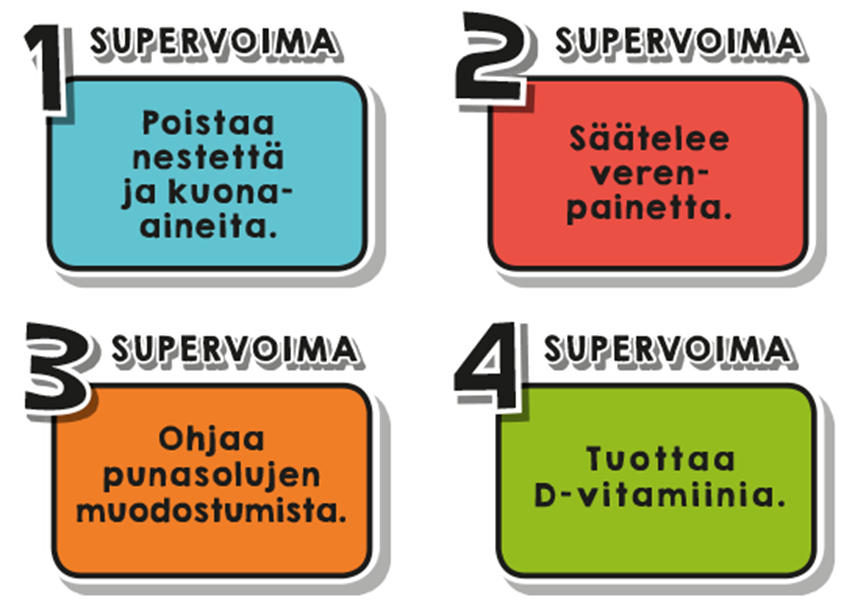 1 SUPERVOIMA
Poistaa
nestettä
ja kuona-
aineita.
2 SUPERVOIMA
Säätelee
veren-
painetta.
3 SUPERVOIMA
Ohjaa
punasolujen
muodostumista.
4 SUPERVOIMA
Tuottaa
D-vitamiinia.